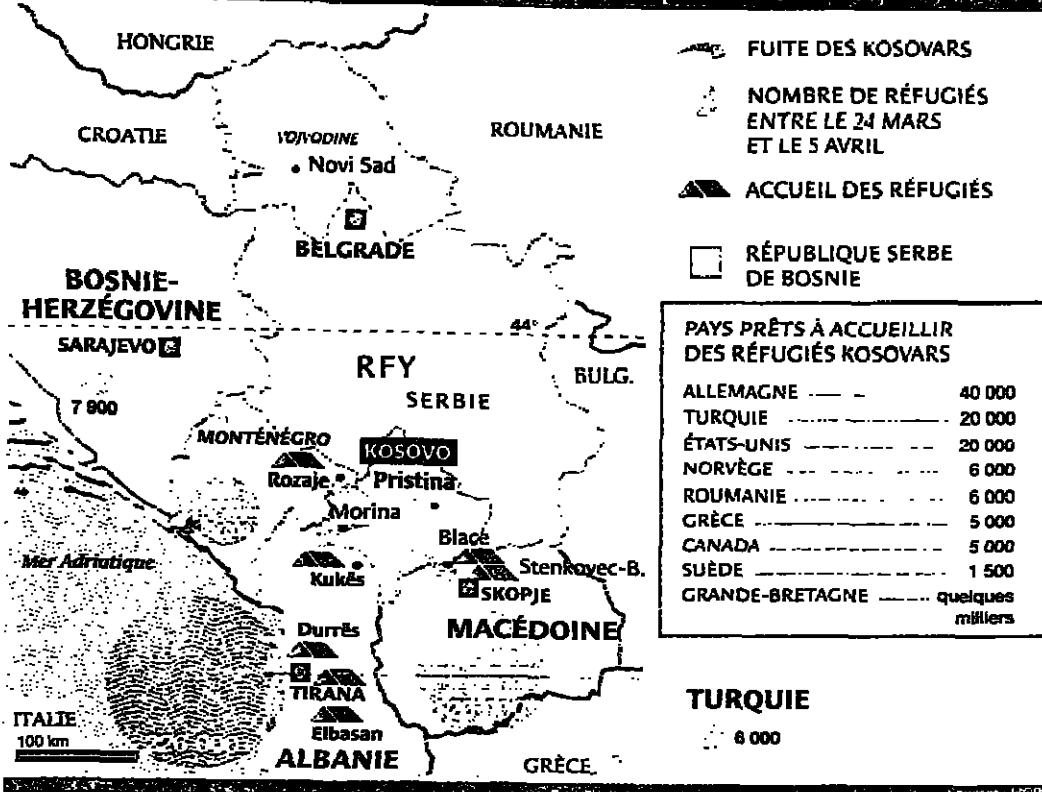 HONGRIE
CROATIE
VOJVODINE
Novi Sad
ROUMANIE
BELGRADE
BOSNIE-
HERZÉGOVINE
44°
SARAJEVO
RFY
SERBIE
BULG.
7 900
MONTÉNÉGRO
KOSOVO
Rozaje
Pristina
Morina
Blace
Mer Adriatique
Kukës
Stenkovec-B.
SKOPJE
MACÉDOINE
Durrës
TIRANA
Elbasan
ITALIE
100 km
ALBANIE
GRÈCE
FUITE DES KOSOVARS
NOMBRE DE RÉFUGIÉS
ENTRE LE 24 MARS
ET LE 5 AVRIL
ACCUEIL DES RÉFUGIÉS
RÉPUBLIQUE SERBE
DE BOSNIE
PAYS PRÊTS À ACCUEILLIR
DES RÉFUGIÉS KOSOVARS
ALLEMAGNE 40 000
TURQUIE 20 000
ÉTATS-UNIS 20 000
NORVÈGE 6 000
ROUMANIE 6 000
GRÈCE 5 000
CANADA 5 000
SUÈDE 1 500
GRANDE-BRETAGNE quelques
milliers
TURQUIE
6 000